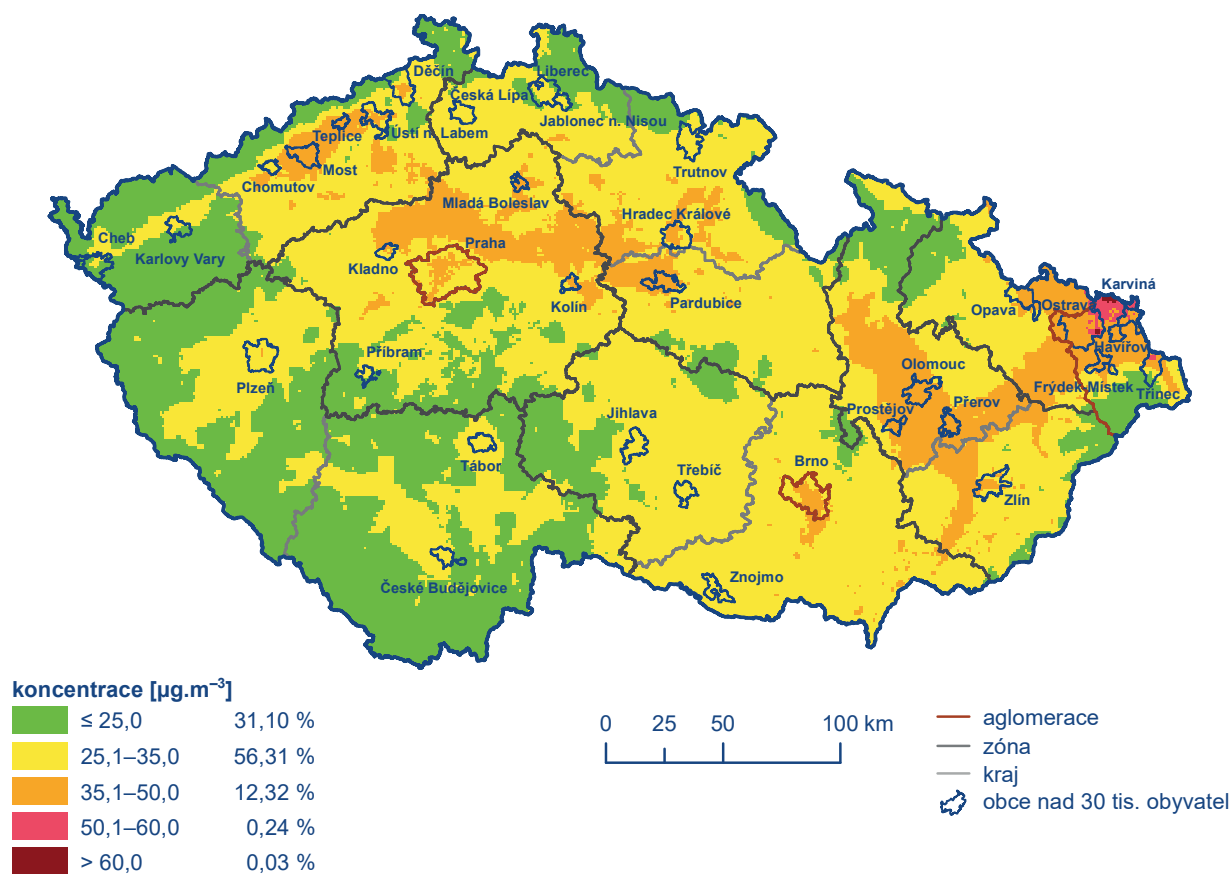 Děčín
Liberec
Česká Lípa
Jablonec n. Nisou
Teplice
Ústí n. Labem
Most
Chomutov
Trutnov
Mladá Boleslav
Hradec Králové
Cheb
Karlovy Vary
Praha
Kladno
Kolín
Pardubice
Karviná
Opava
Ostrava
Havířov
Příbram
Plzeň
Olomouc
Frýdek-Místek
Třinec
Jihlava
Prostějov
Přerov
Tábor
Třebíč
Brno
Zlín
České Budějovice
Znojmo
koncentrace [µg.m⁻³]
≤ 25,0 31,10 %
25,1–35,0 56,31 %
35,1–50,0 12,32 %
50,1–60,0 0,24 %
> 60,0 0,03 %
0 25 50 100 km
aglomerace
zóna
kraj
obce nad 30 tis. obyvatel